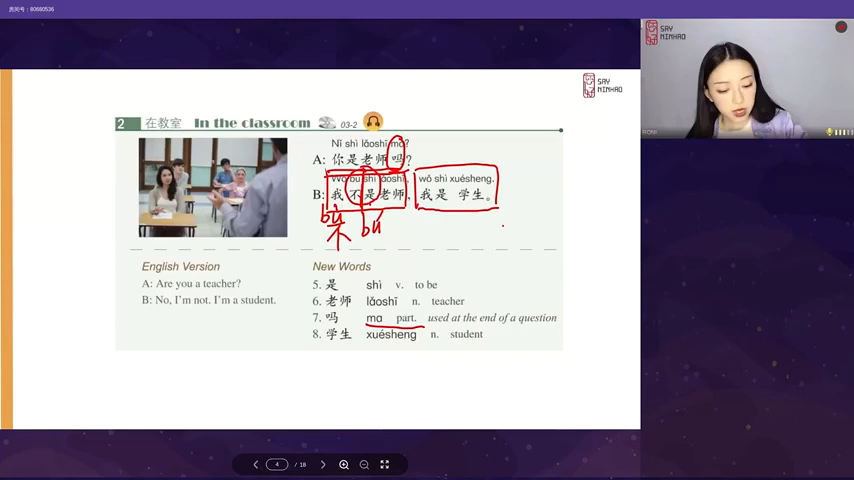 房间号：80680536
SAY
NINHAO
SAY
NINHAO
2 在教室 In the classroom 03-2
Nǐ shì lǎoshī ma?
A: 你是老师吗?
Wǒ bú shì lǎoshī, wǒ shì xuésheng.
B: 我不是老师，我是 学生。
bù bú
不
English Version
A: Are you a teacher?
B: No, I'm not. I'm a student.
New Words
5. 是 shì v. to be
6. 老师 lǎoshī n. teacher
7. 吗 ma part. used at the end of a question
8. 学生 xuésheng n. student
4 / 18